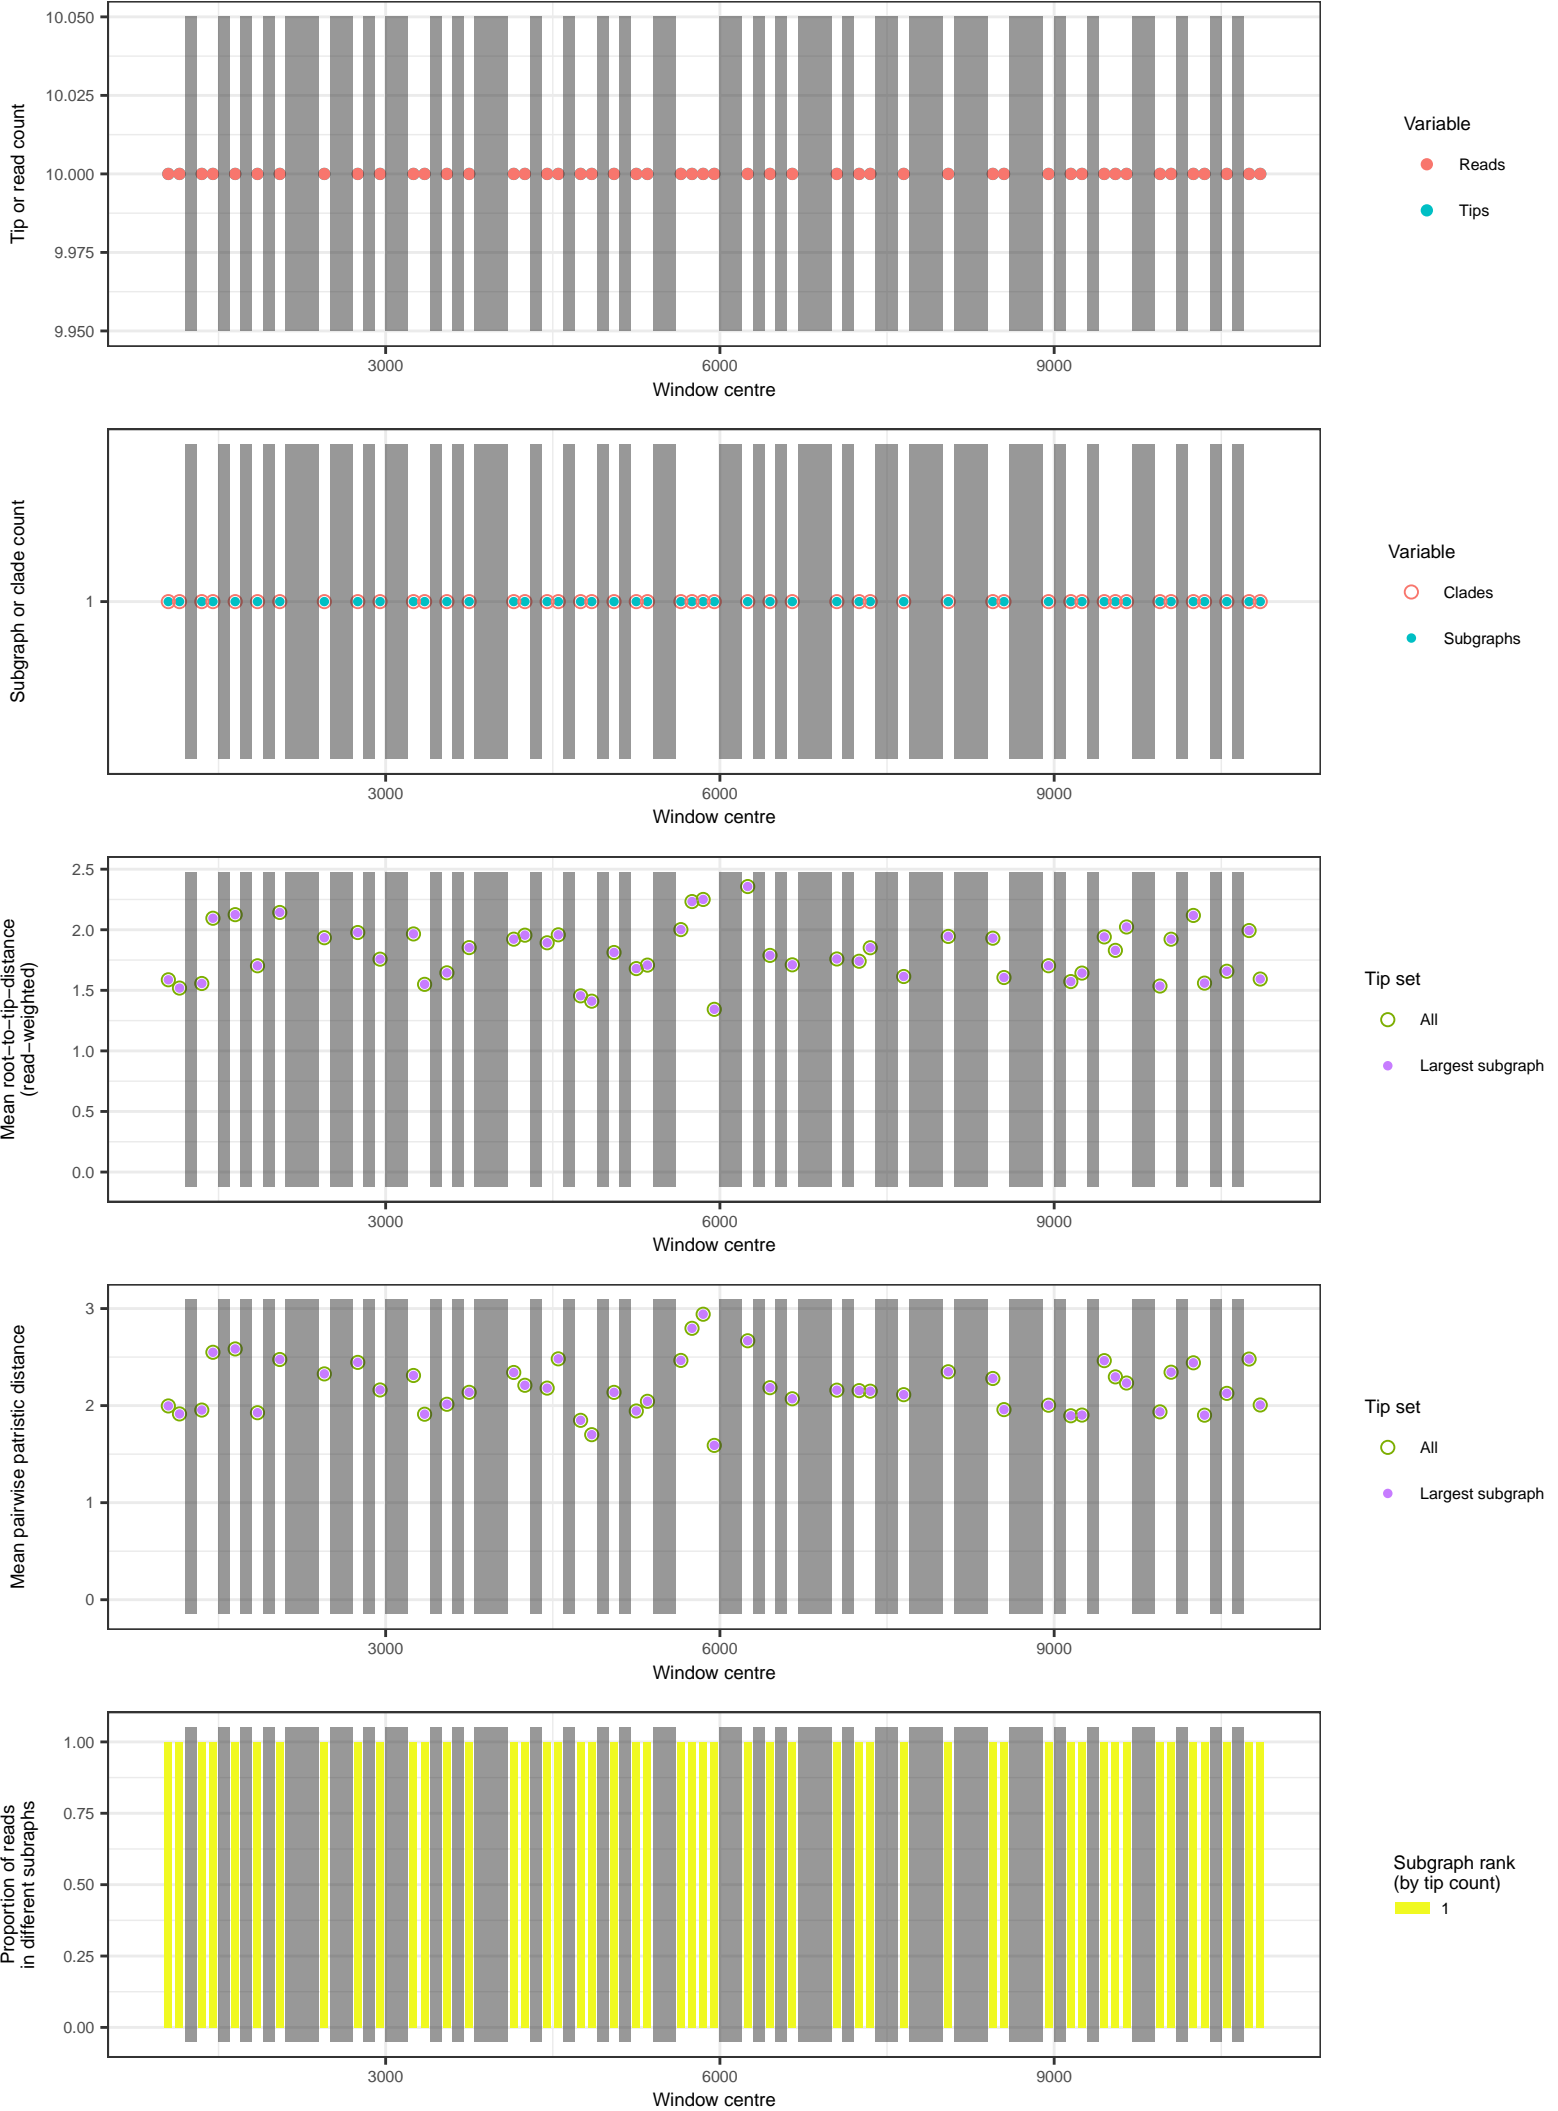 10.050
10.025
10.000
9.975
9.950
Tip or read count
3000
6000
9000
Window centre
Variable
Reads
Tips
1
Subgraph or clade count
3000
6000
9000
Window centre
Variable
Clades
Subgraphs
2.5
2.0
1.5
1.0
0.5
0.0
Mean root−to−tip−distance
(read−weighted)
3000
6000
9000
Window centre
Tip set
All
Largest subgraph
3
2
1
0
Mean pairwise patristic distance
3000
6000
9000
Window centre
Tip set
All
Largest subgraph
1.00
0.75
0.50
0.25
0.00
Proportion of reads
in different subraphs
3000
6000
9000
Window centre
Subgraph rank
(by tip count)
1